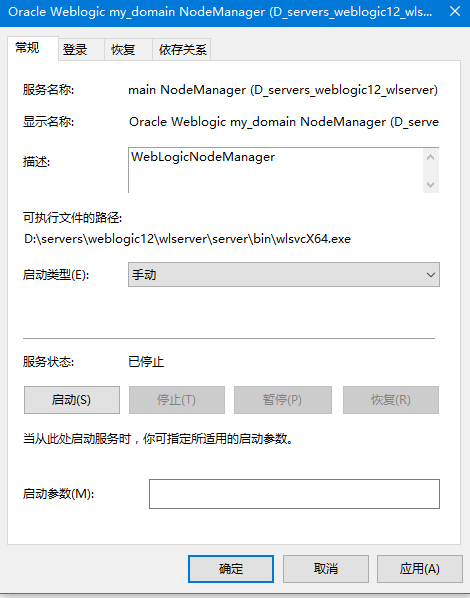 Oracle Weblogic my_domain NodeManager (D_servers_weblogic12_wls...
常规 登录 恢复 依存关系
服务名称: main NodeManager (D_servers_weblogic12_wlserver)
显示名称: Oracle Weblogic my_domain NodeManager (D_serve
描述: WebLogicNodeManager
可执行文件的路径:
D:\servers\weblogic12\wlserver\server\bin\wlsvcX64.exe
启动类型(E): 手动
服务状态: 已停止
启动(S) 停止(T) 暂停(P) 恢复(R)
当从此处启动服务时，你可指定所适用的启动参数。
启动参数(M):
确定 取消 应用(A)